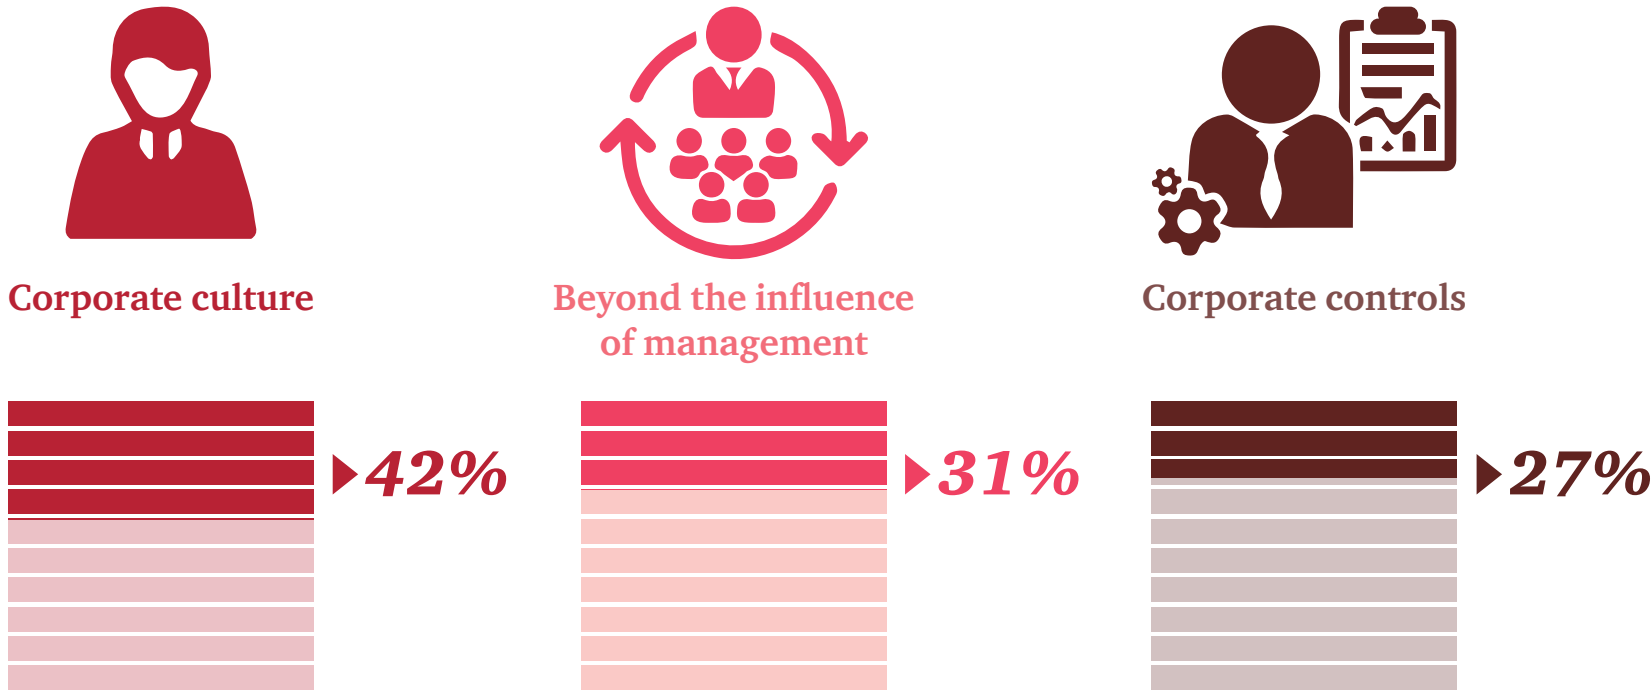 Corporate culture
Beyond the influence
of management
Corporate controls
42%
31%
27%